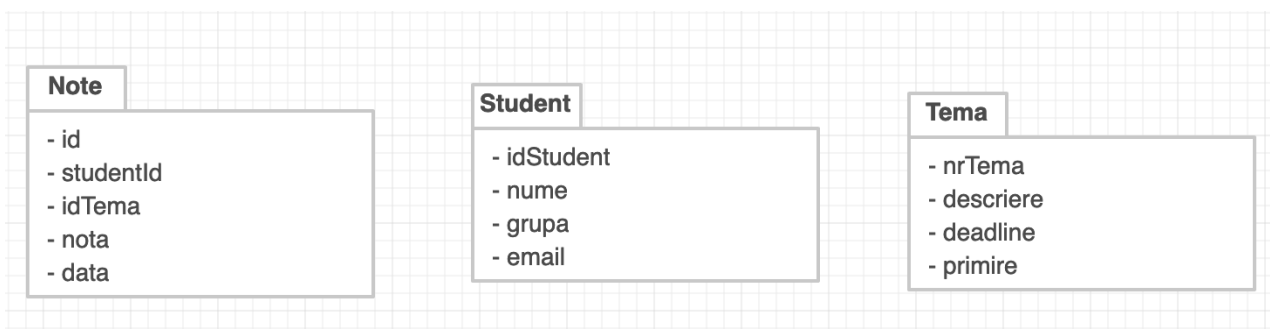 Note
- id
- studentId
- idTema
- nota
- data
Student
- idStudent
- nume
- grupa
- email
Tema
- nrTema
- descriere
- deadline
- primire